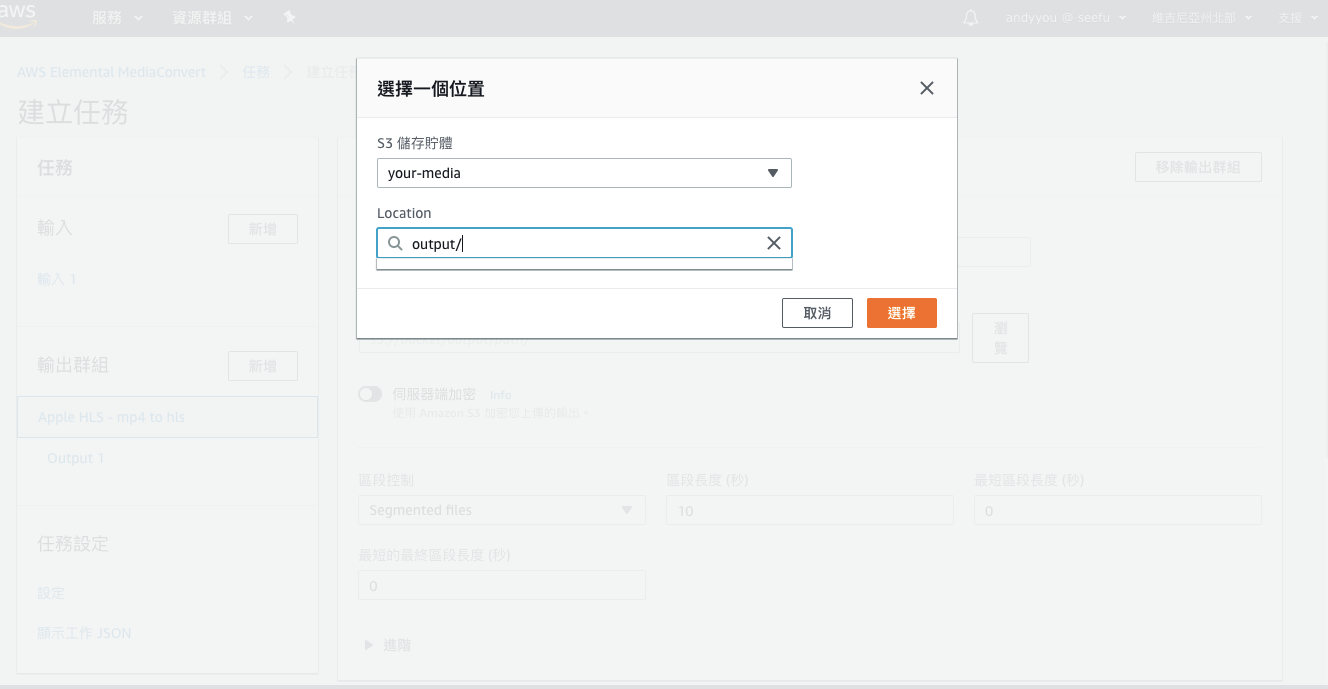 aws
服務
資源群組
andyyou @ seefu
維吉尼亞州北部
支援
AWS Elemental MediaConvert
任務
建立任務
選擇一個位置
S3 儲存貯體
your-media
Location
output/
取消
選擇
建立任務
任務
輸入
新增
輸入 1
輸出群組
新增
Apple HLS - mp4 to hls
Output 1
任務設定
設定
顯示工作 JSON
移除輸出群組
瀏覽
伺服器端加密 Info
使用 Amazon S3 加密您上傳的輸出。
區段控制
Segmented files
區段長度 (秒)
10
最短區段長度 (秒)
0
最短的最終區段長度 (秒)
0
進階